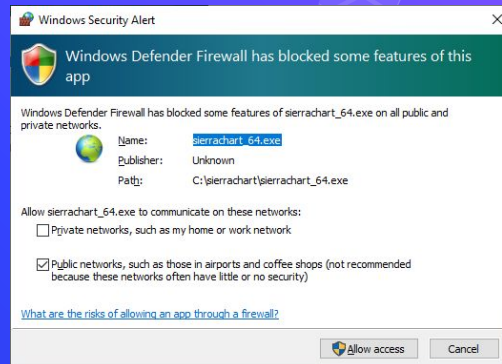 Windows Security Alert
Windows Defender Firewall has blocked some features of this
app
Windows Defender Firewall has blocked some features of sierrachart_64.exe on all public and
private networks.
Name: sierrachart_64.exe
Publisher: Unknown
Path: C:\sierrachart\sierrachart_64.exe
Allow sierrachart_64.exe to communicate on these networks:
Private networks, such as my home or work network
Public networks, such as those in airports and coffee shops (not recommended
because these networks often have little or no security)
What are the risks of allowing an app through a firewall?
Allow access Cancel